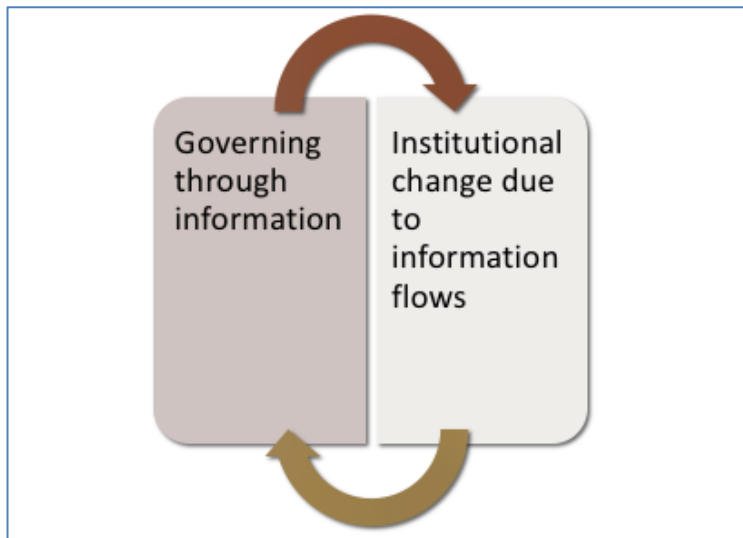 Governing
through
information
Institutional
change due
to
information
flows